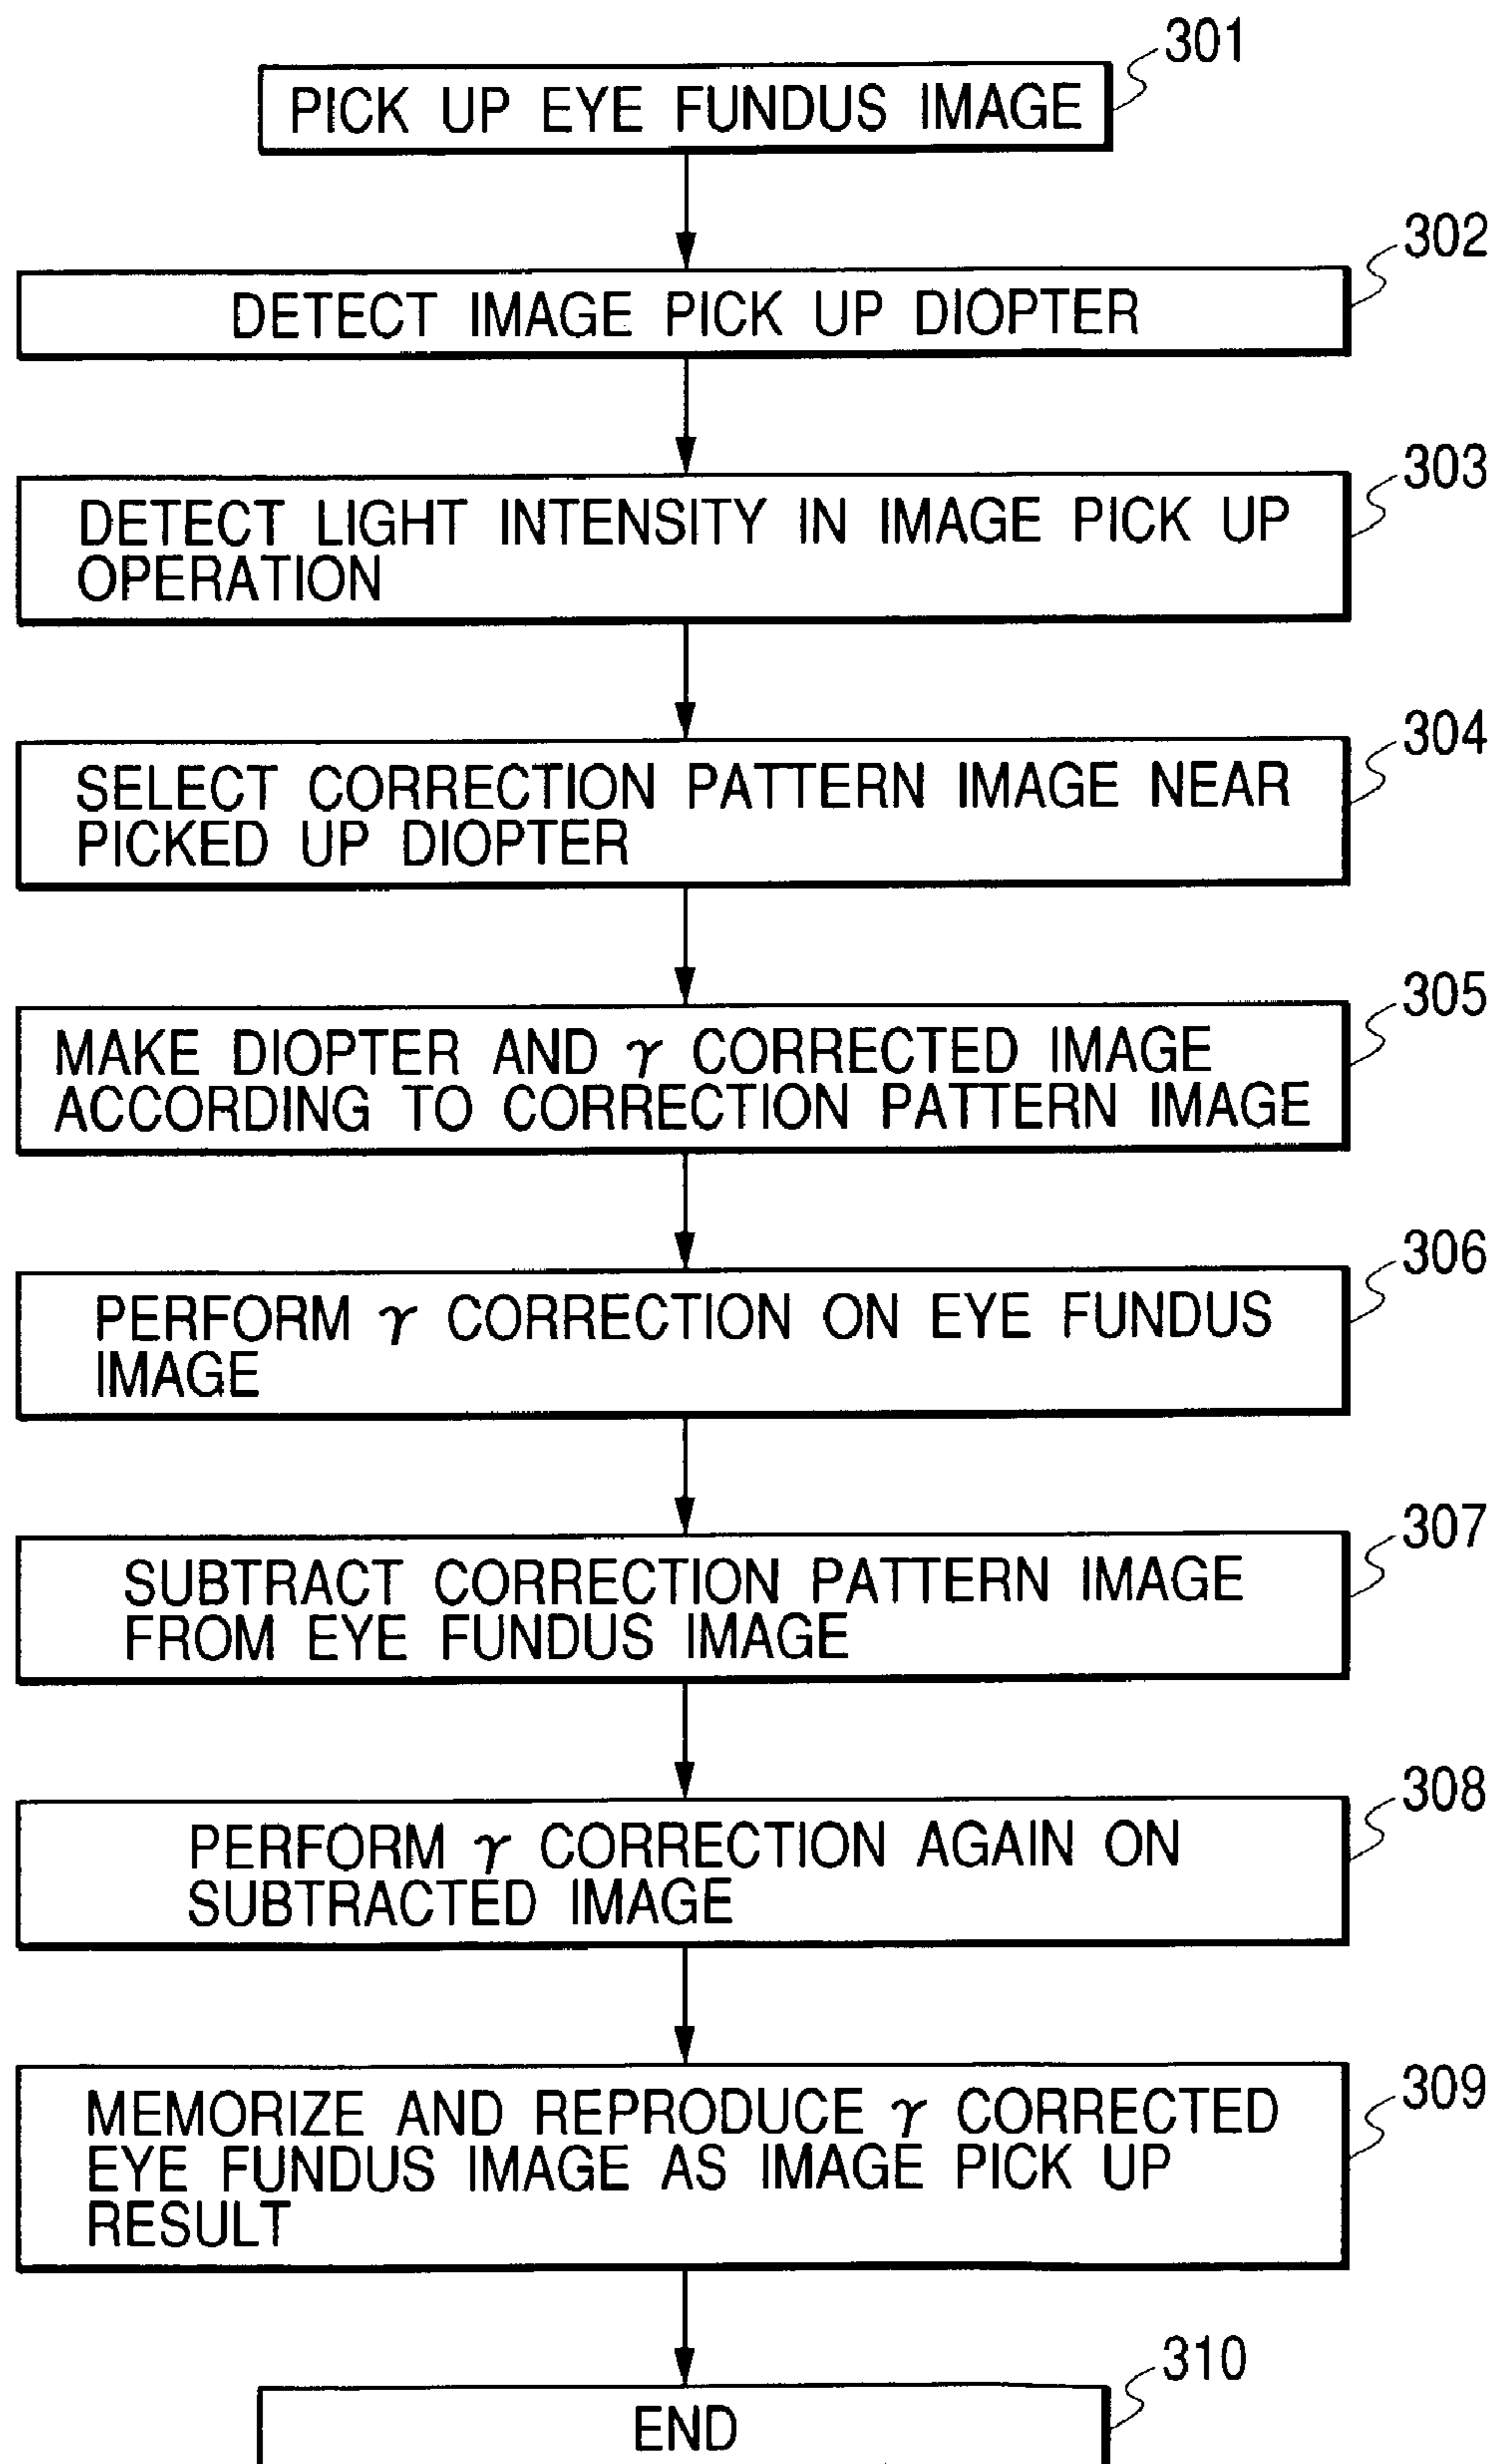 301
PICK UP EYE FUNDUS IMAGE
302
DETECT IMAGE PICK UP DIOPTER
303
DETECT LIGHT INTENSITY IN IMAGE PICK UP
OPERATION
304
SELECT CORRECTION PATTERN IMAGE NEAR
PICKED UP DIOPTER
305
MAKE DIOPTER AND γ CORRECTED IMAGE
ACCORDING TO CORRECTION PATTERN IMAGE
306
PERFORM γ CORRECTION ON EYE FUNDUS
IMAGE
307
SUBTRACT CORRECTION PATTERN IMAGE
FROM EYE FUNDUS IMAGE
308
PERFORM γ CORRECTION AGAIN ON
SUBTRACTED IMAGE
309
MEMORIZE AND REPRODUCE γ CORRECTED
EYE FUNDUS IMAGE AS IMAGE PICK UP
RESULT
310
END